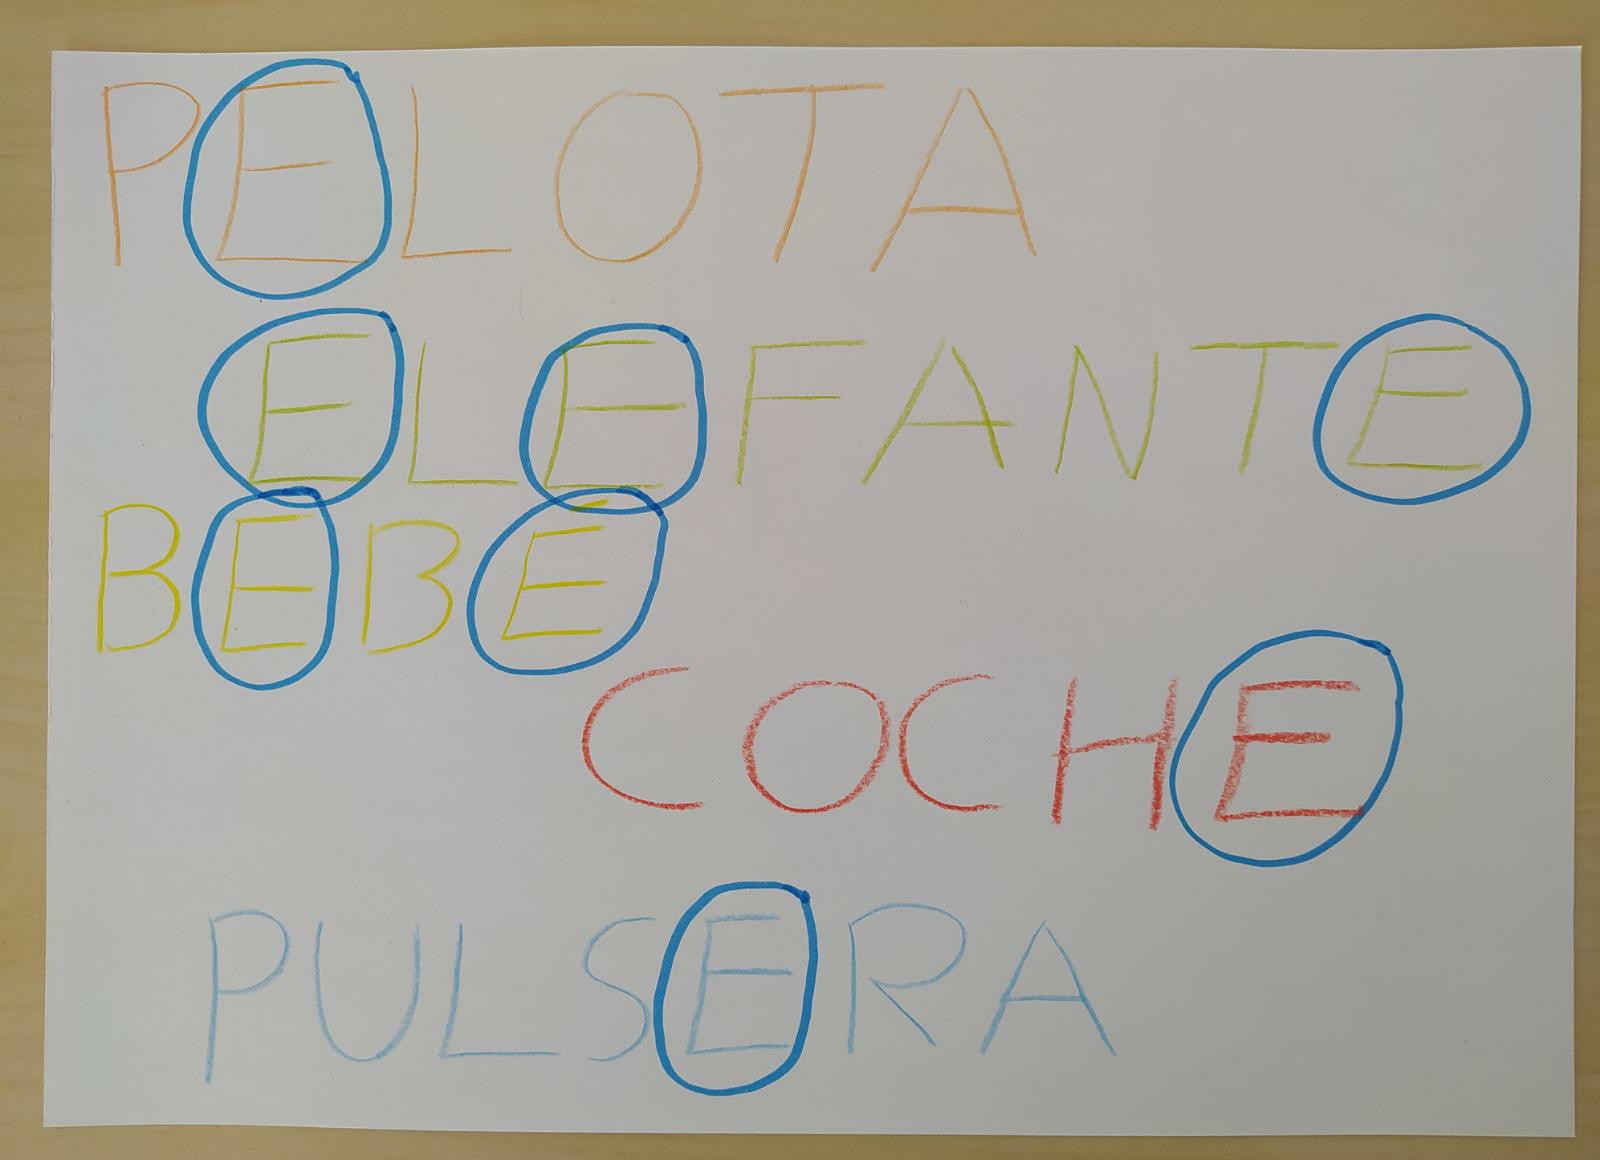 PELOTA
ELEFANTE
BEBÉ
COCHE
PULSERA